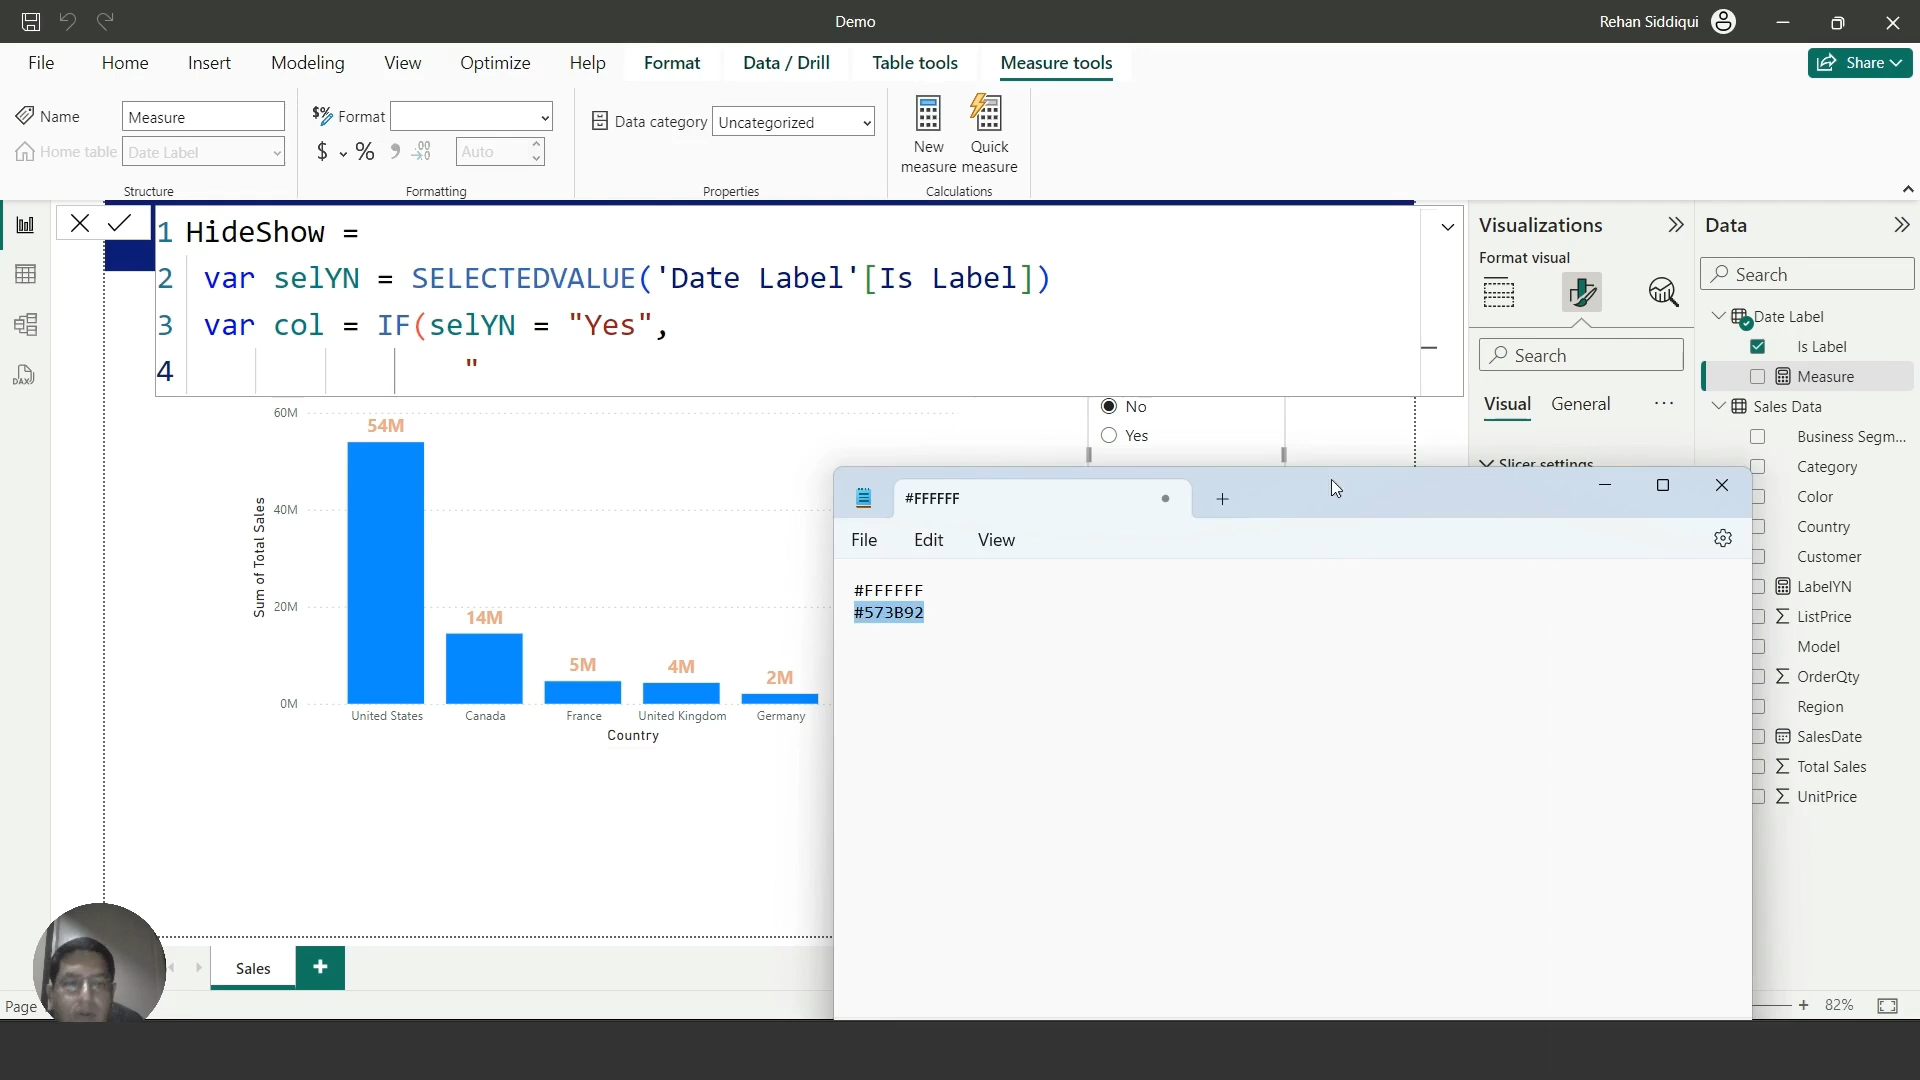 Demo
Rehan Siddiqui
File Home Insert Modeling View Optimize Help Format Data / Drill Table tools Measure tools
Share
Name Measure
Home table Date Label
Structure
$% Format
$ % , .00
Auto
Formatting
Data category Uncategorized
Properties
New measure
Quick measure
Calculations
1 HideShow =
2 var selYN = SELECTEDVALUE('Date Label'[Is Label])
3 var col = IF(selYN = "Yes",
4 "
DAX
60M
40M
20M
0M
Sum of Total Sales
54M
14M
5M
4M
2M
United States Canada France United Kingdom Germany
Country
No
Yes
Visualizations
Format visual
Search
Visual General ...
Slicer settings
Data
Search
Date Label
Is Label
Measure
Sales Data
Business Segm...
Category
Color
Country
Customer
LabelYN
ListPrice
Model
OrderQty
Region
SalesDate
Total Sales
UnitPrice
#FFFFFF
File Edit View
#FFFFFF
#573B92
Sales
Page
82%